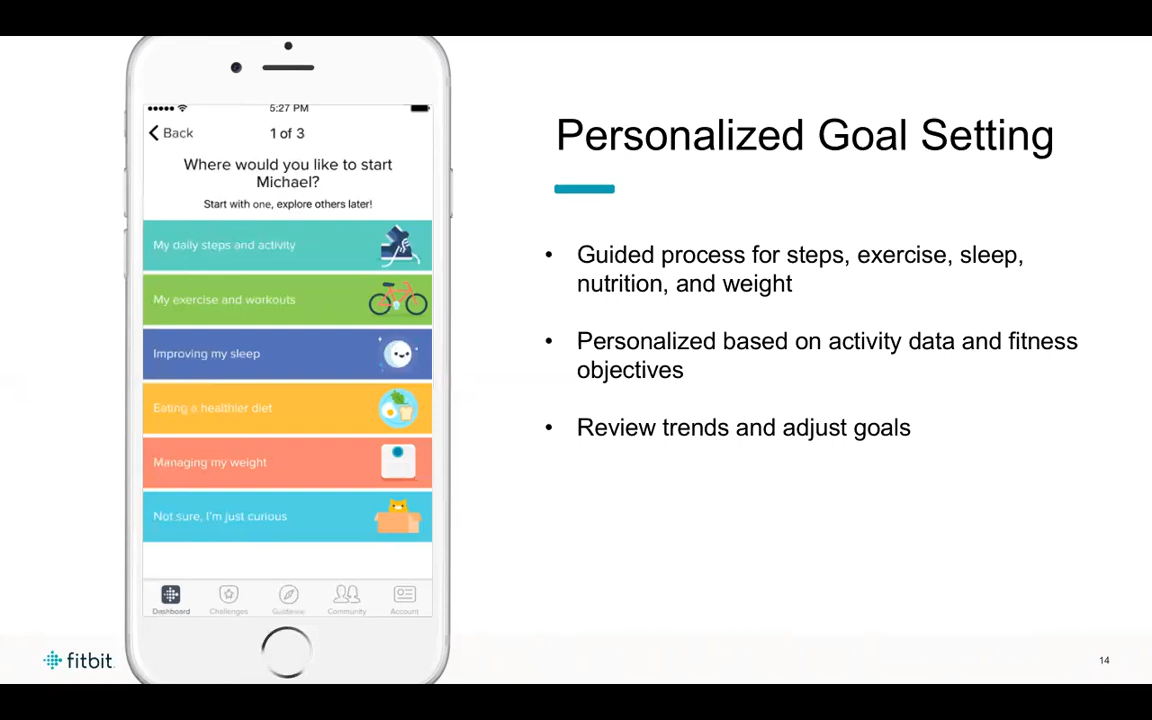 5:27 PM
Back
1 of 3
Where would you like to start
Michael?
Start with one, explore others later!
My daily steps and activity
My exercise and workouts
Improving my sleep
Eating a healthier diet
Managing my weight
Not sure, I'm just curious
Dashboard
Challenges
Guidance
Community
Account
Personalized Goal Setting
• Guided process for steps, exercise, sleep,
nutrition, and weight
• Personalized based on activity data and fitness
objectives
• Review trends and adjust goals
fitbit
14